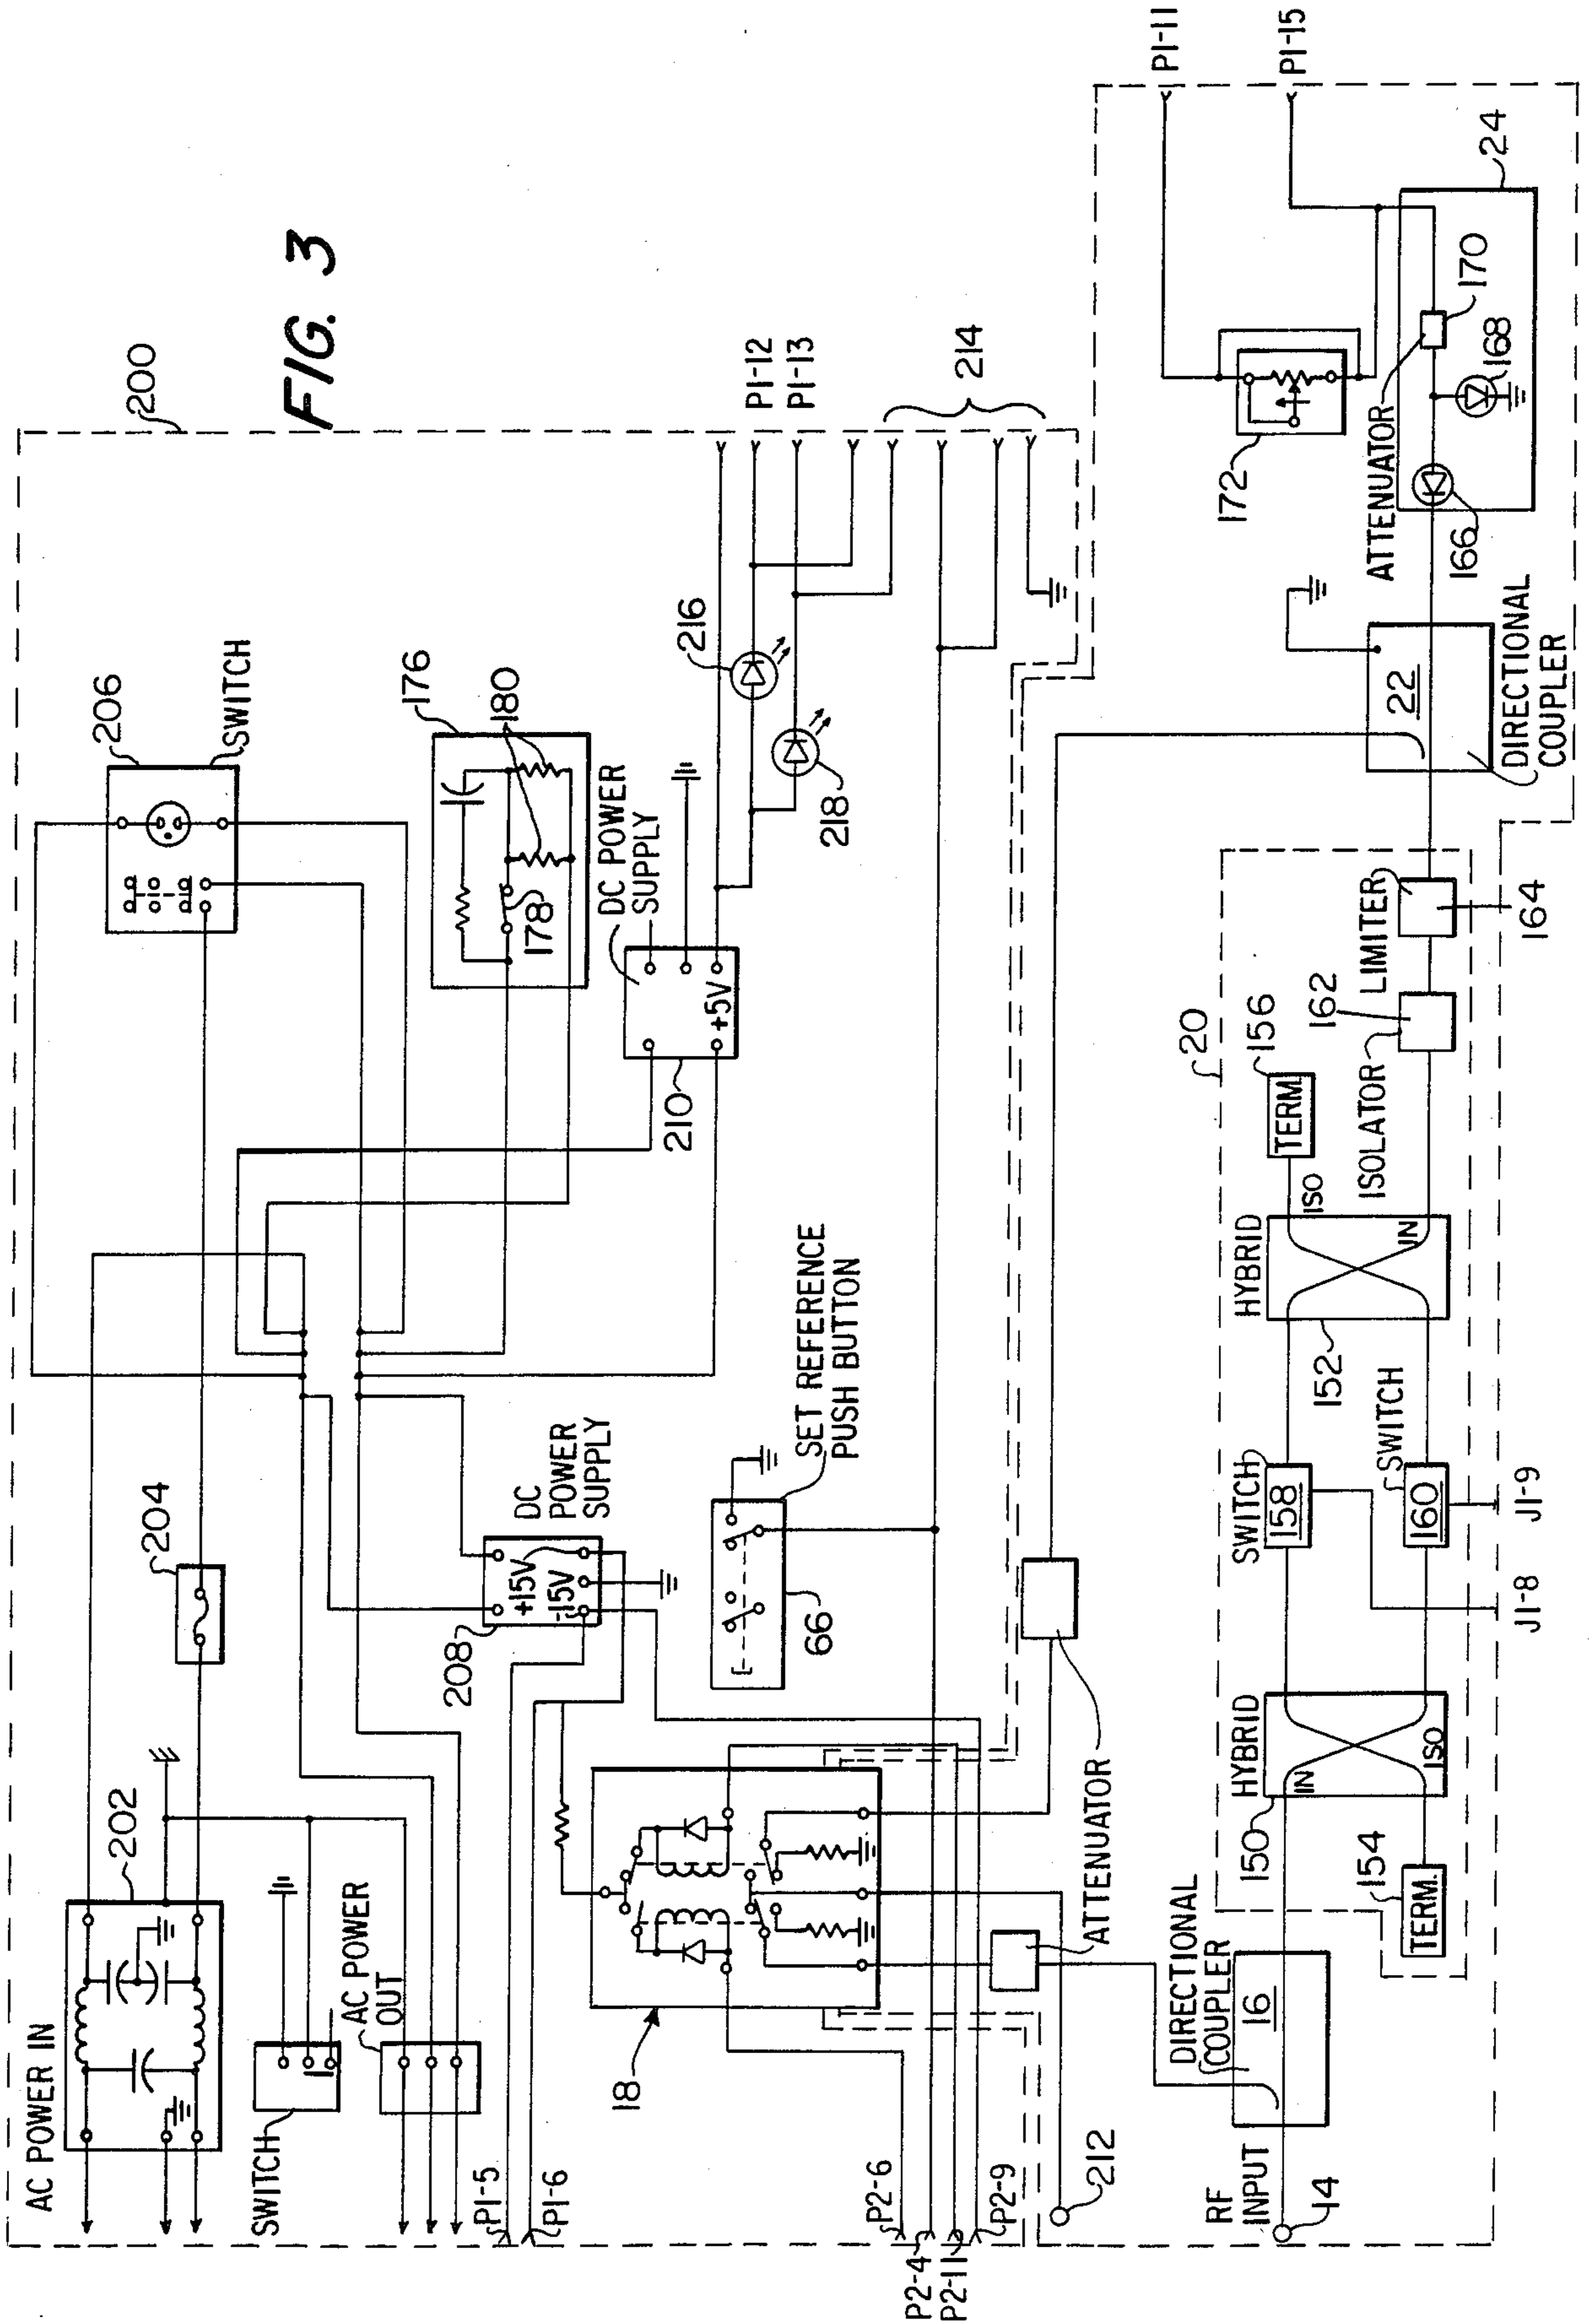 FIG. 3
200
206
SWITCH
204
202
AC POWER IN
SWITCH
AC POWER
OUT
176
180
178
DC POWER
SUPPLY
+5V
210
216
218
P1-12
P1-13
214
DC
POWER
SUPPLY
+15V
-15V
208
SET REFERENCE
PUSH BUTTON
66
P1-5
P1-6
18
P2-6
P2-4
P2-11
P2-9
212
ATTENUATOR
P1-11
P1-15
172
ATTENUATOR
24
170
168
166
22
DIRECTIONAL
COUPLER
20
LIMITER
164
162
ISOLATOR
156
TERM.
ISO
IN
HYBRID
152
SWITCH
158
SWITCH
160
J1-9
J1-8
HYBRID
IN
ISO
150
154
TERM.
DIRECTIONAL
COUPLER
16
RF
INPUT
14